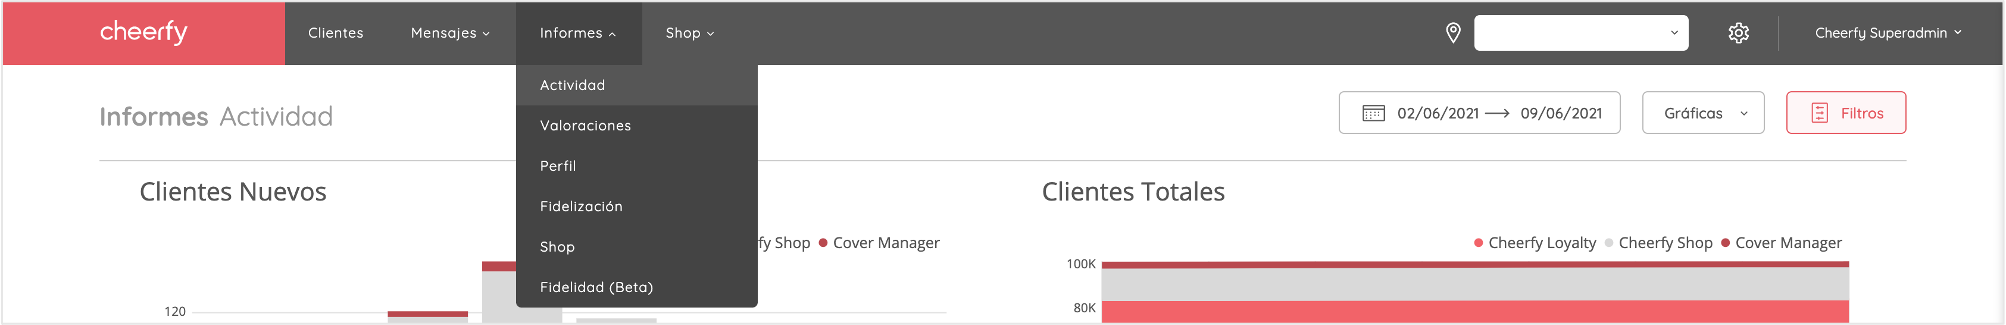 cheerfy
Clientes
Mensajes
Informes
Shop
Cheerfy Superadmin
Actividad
Valoraciones
Perfil
Fidelización
Shop
Fidelidad (Beta)
Informes Actividad
02/06/2021 → 09/06/2021
Gráficas
Filtros
Clientes Nuevos
fy Shop
Cover Manager
120
Clientes Totales
Cheerfy Loyalty
Cheerfy Shop
Cover Manager
100K
80K